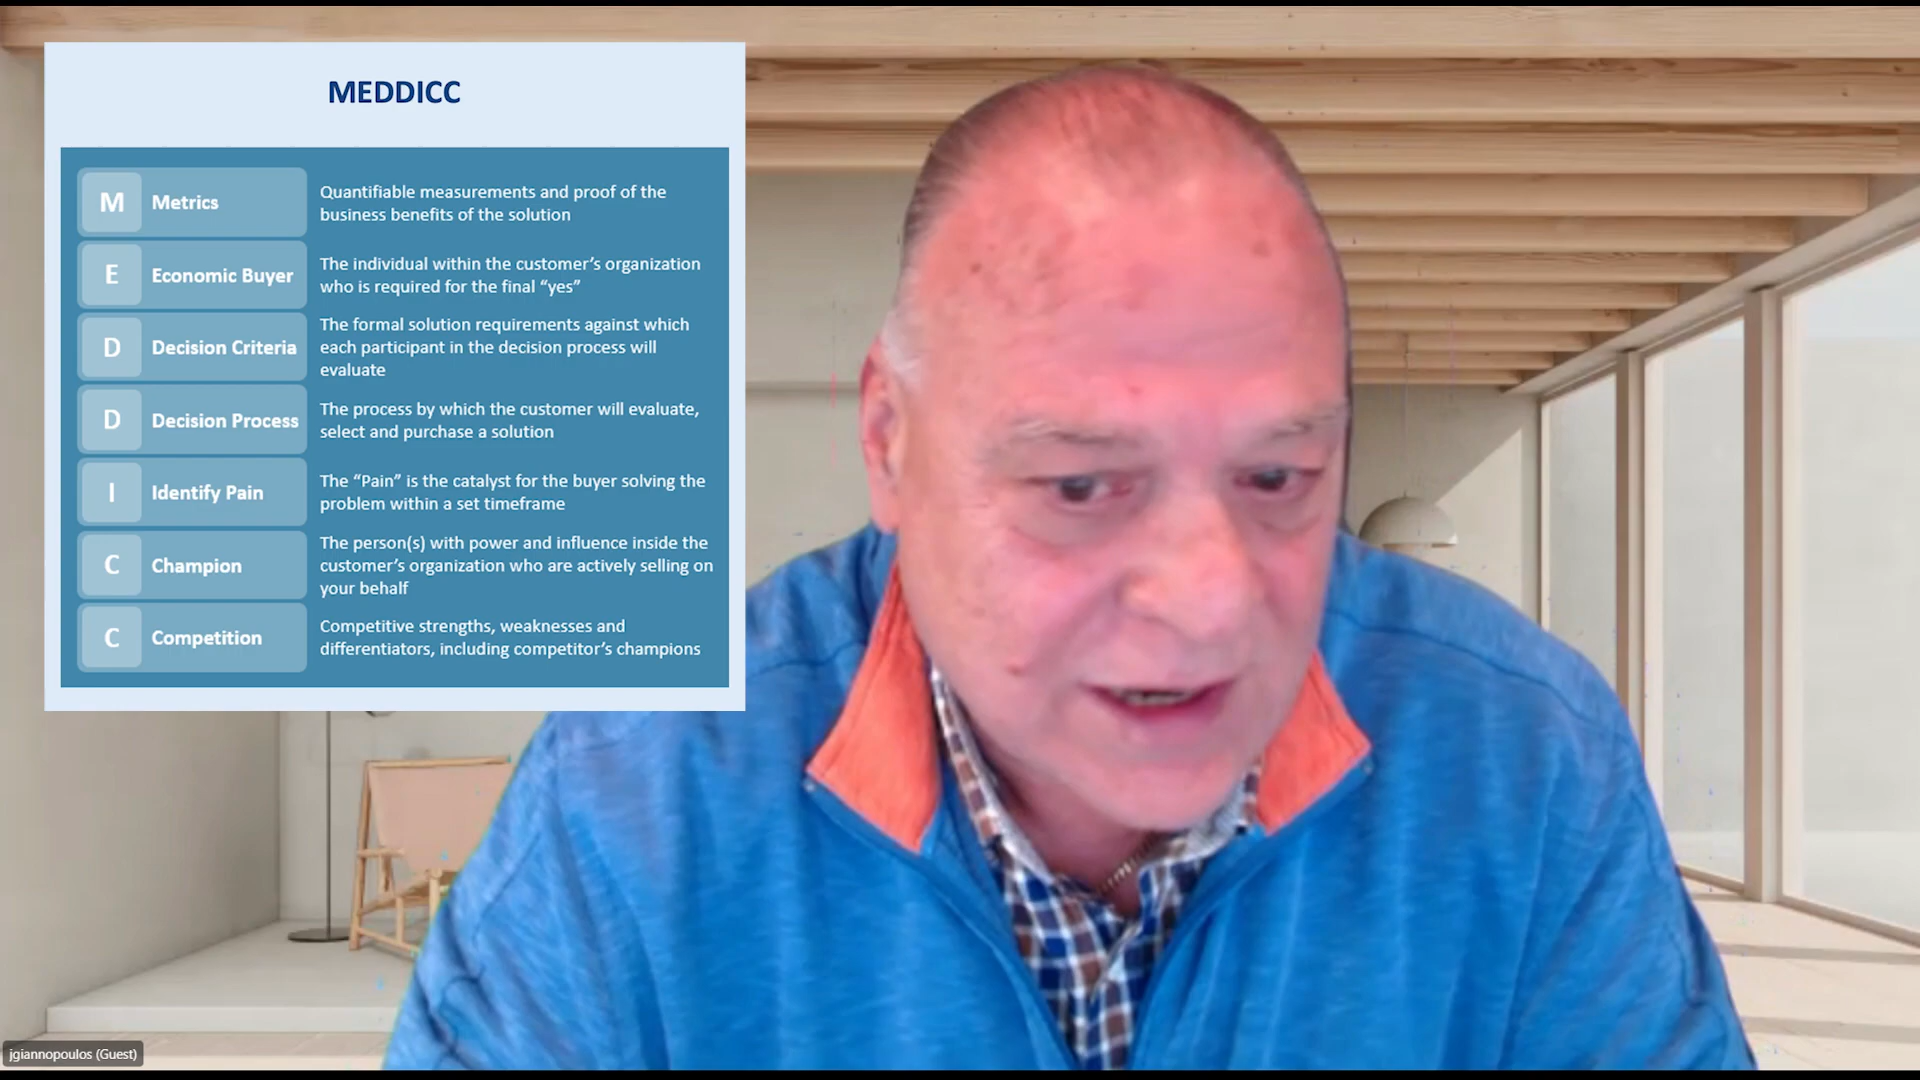 MEDDICC
M Metrics
Quantifiable measurements and proof of the
business benefits of the solution
E Economic Buyer
The individual within the customer’s organization
who is required for the final “yes”
D Decision Criteria
The formal solution requirements against which
each participant in the decision process will
evaluate
D Decision Process
The process by which the customer will evaluate,
select and purchase a solution
I Identify Pain
The “Pain” is the catalyst for the buyer solving the
problem within a set timeframe
C Champion
The person(s) with power and influence inside the
customer’s organization who are actively selling on
your behalf
C Competition
Competitive strengths, weaknesses and
differentiators, including competitor’s champions
jgiannopoulos (Guest)